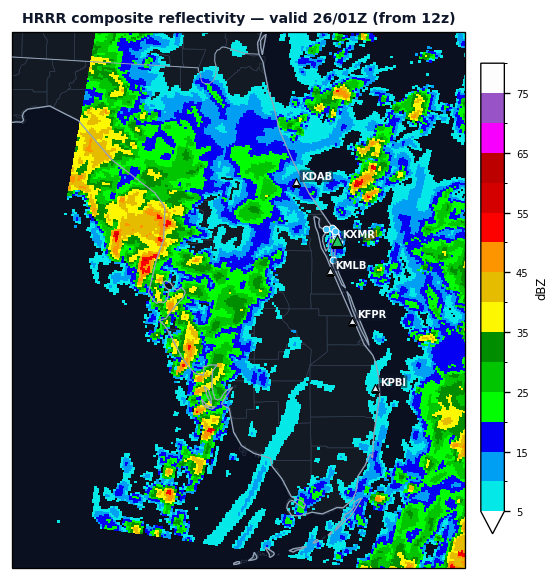 HRRR composite reflectivity — valid 26/01Z (from 12z)
KDAB
KXMR
KMLB
KFPR
KPBI
75
65
55
45
35
25
15
5
dBZ